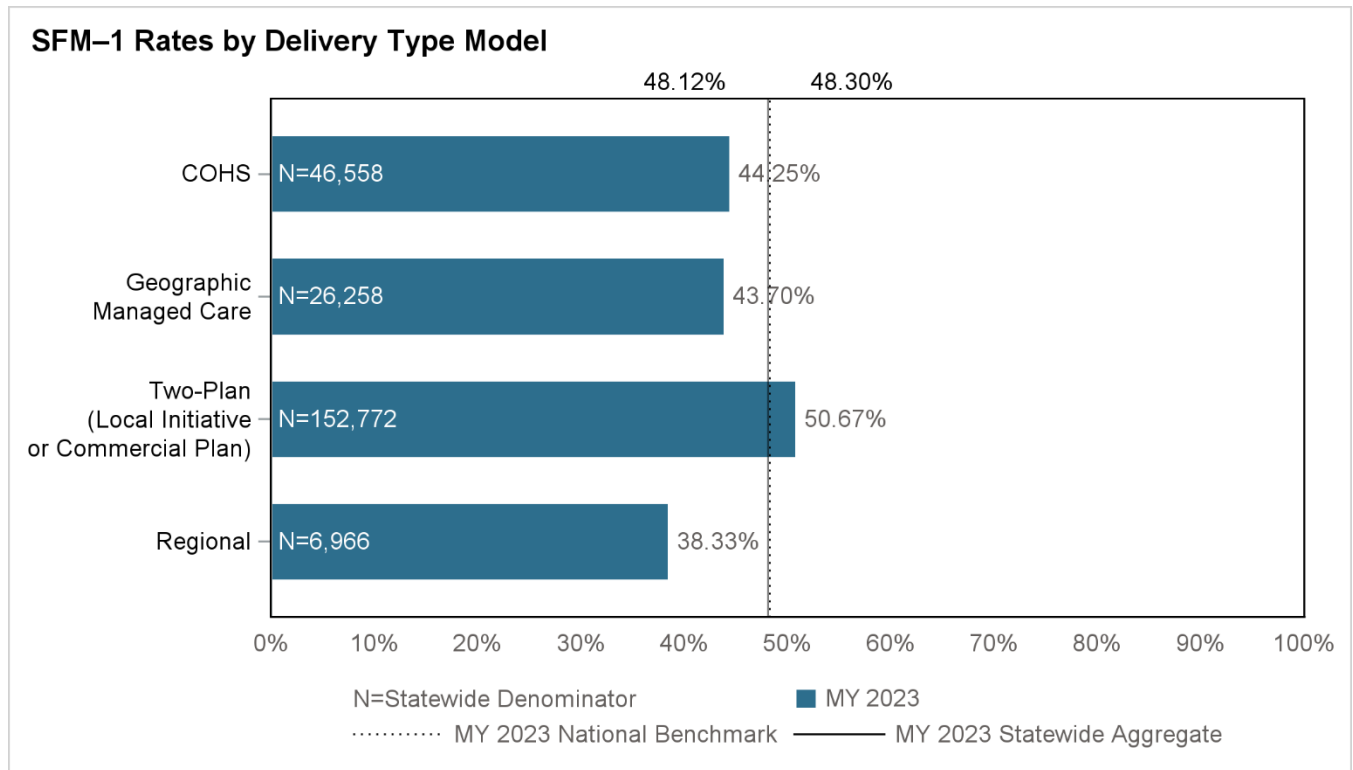 SFM–1 Rates by Delivery Type Model
48.12% 48.30%
COHS N=46,558 44.25%
Geographic
Managed Care
N=26,258 43.70%
Two-Plan
(Local Initiative
or Commercial Plan)
N=152,772 50.67%
Regional N=6,966 38.33%
0% 10% 20% 30% 40% 50% 60% 70% 80% 90% 100%
N=Statewide Denominator MY 2023
MY 2023 National Benchmark MY 2023 Statewide Aggregate